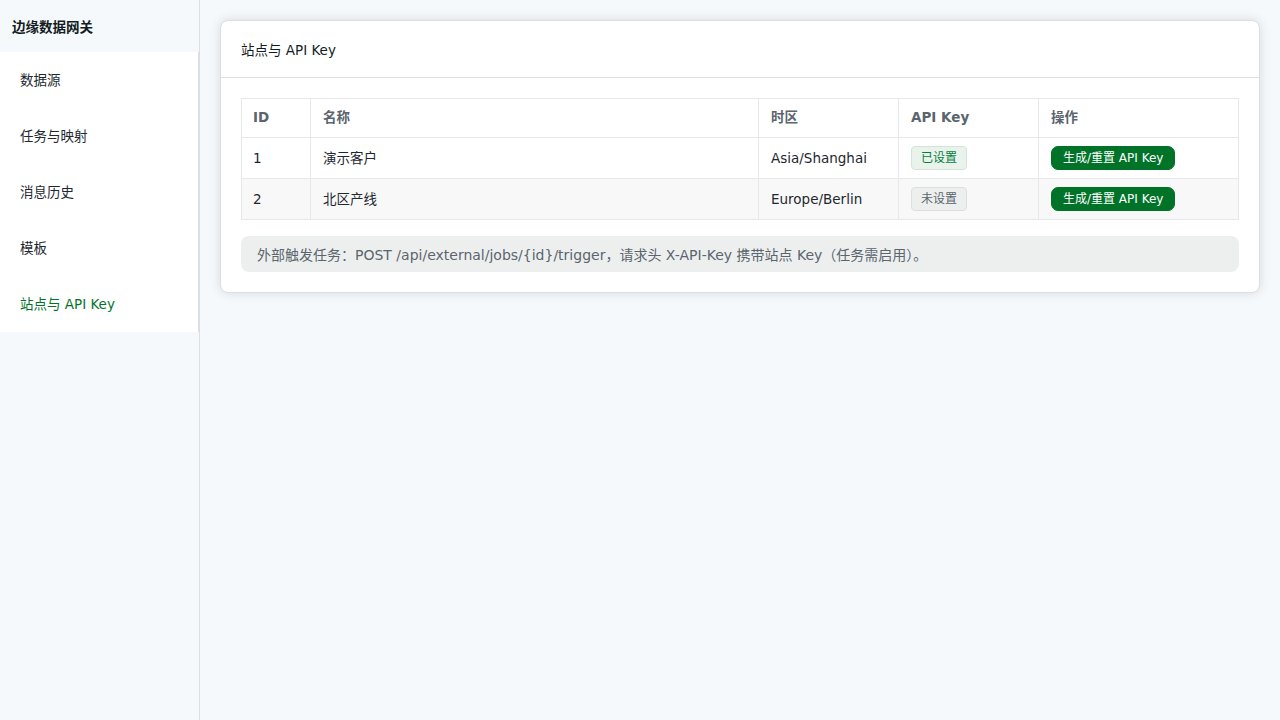 边缘数据网关
数据源
任务与映射
消息历史
模板
站点与 API Key
站点与 API Key
ID 名称 时区 API Key 操作
1 演示客户 Asia/Shanghai 已设置 生成/重置 API Key
2 北区产线 Europe/Berlin 未设置 生成/重置 API Key
外部触发任务：POST /api/external/jobs/{id}/trigger，请求头 X-API-Key 携带站点 Key（任务需启用）。